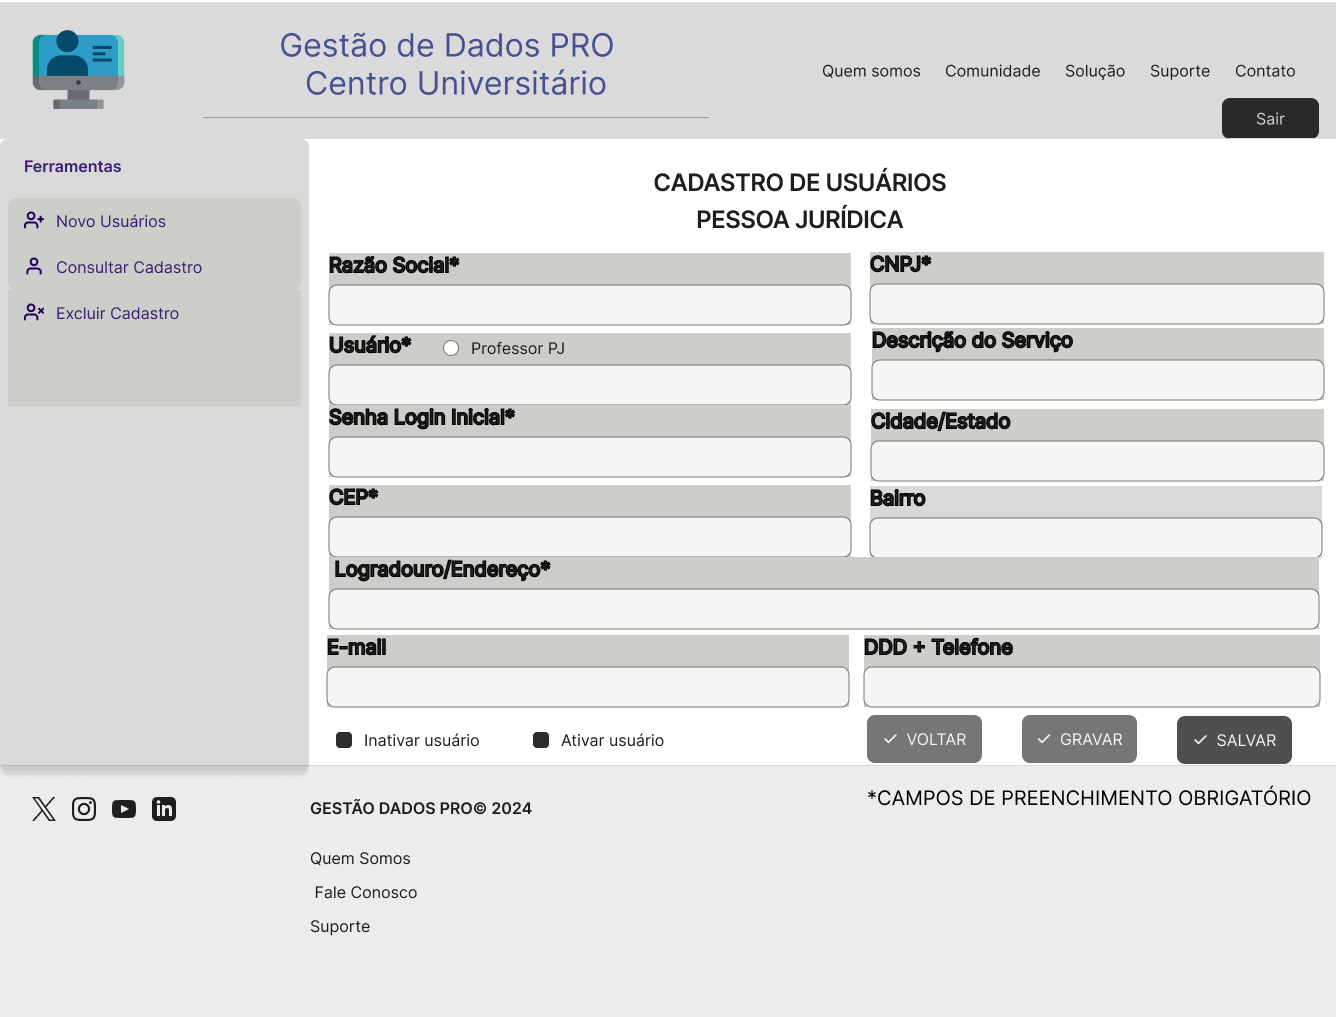 Gestão de Dados PRO
Centro Universitário
Quem somos
Comunidade
Solução
Suporte
Contato
Sair
Ferramentas
Novo Usuários
Consultar Cadastro
Excluir Cadastro
CADASTRO DE USUÁRIOS
PESSOA JURÍDICA
Razão Social*
CNPJ*
Usuário*
Professor PJ
Descrição do Serviço
Senha Login Inicial*
Cidade/Estado
CEP*
Bairro
Logradouro/Endereço*
E-mail
DDD + Telefone
Inativar usuário
Ativar usuário
VOLTAR
GRAVAR
SALVAR
*CAMPOS DE PREENCHIMENTO OBRIGATÓRIO
GESTÃO DADOS PRO© 2024
Quem Somos
Fale Conosco
Suporte